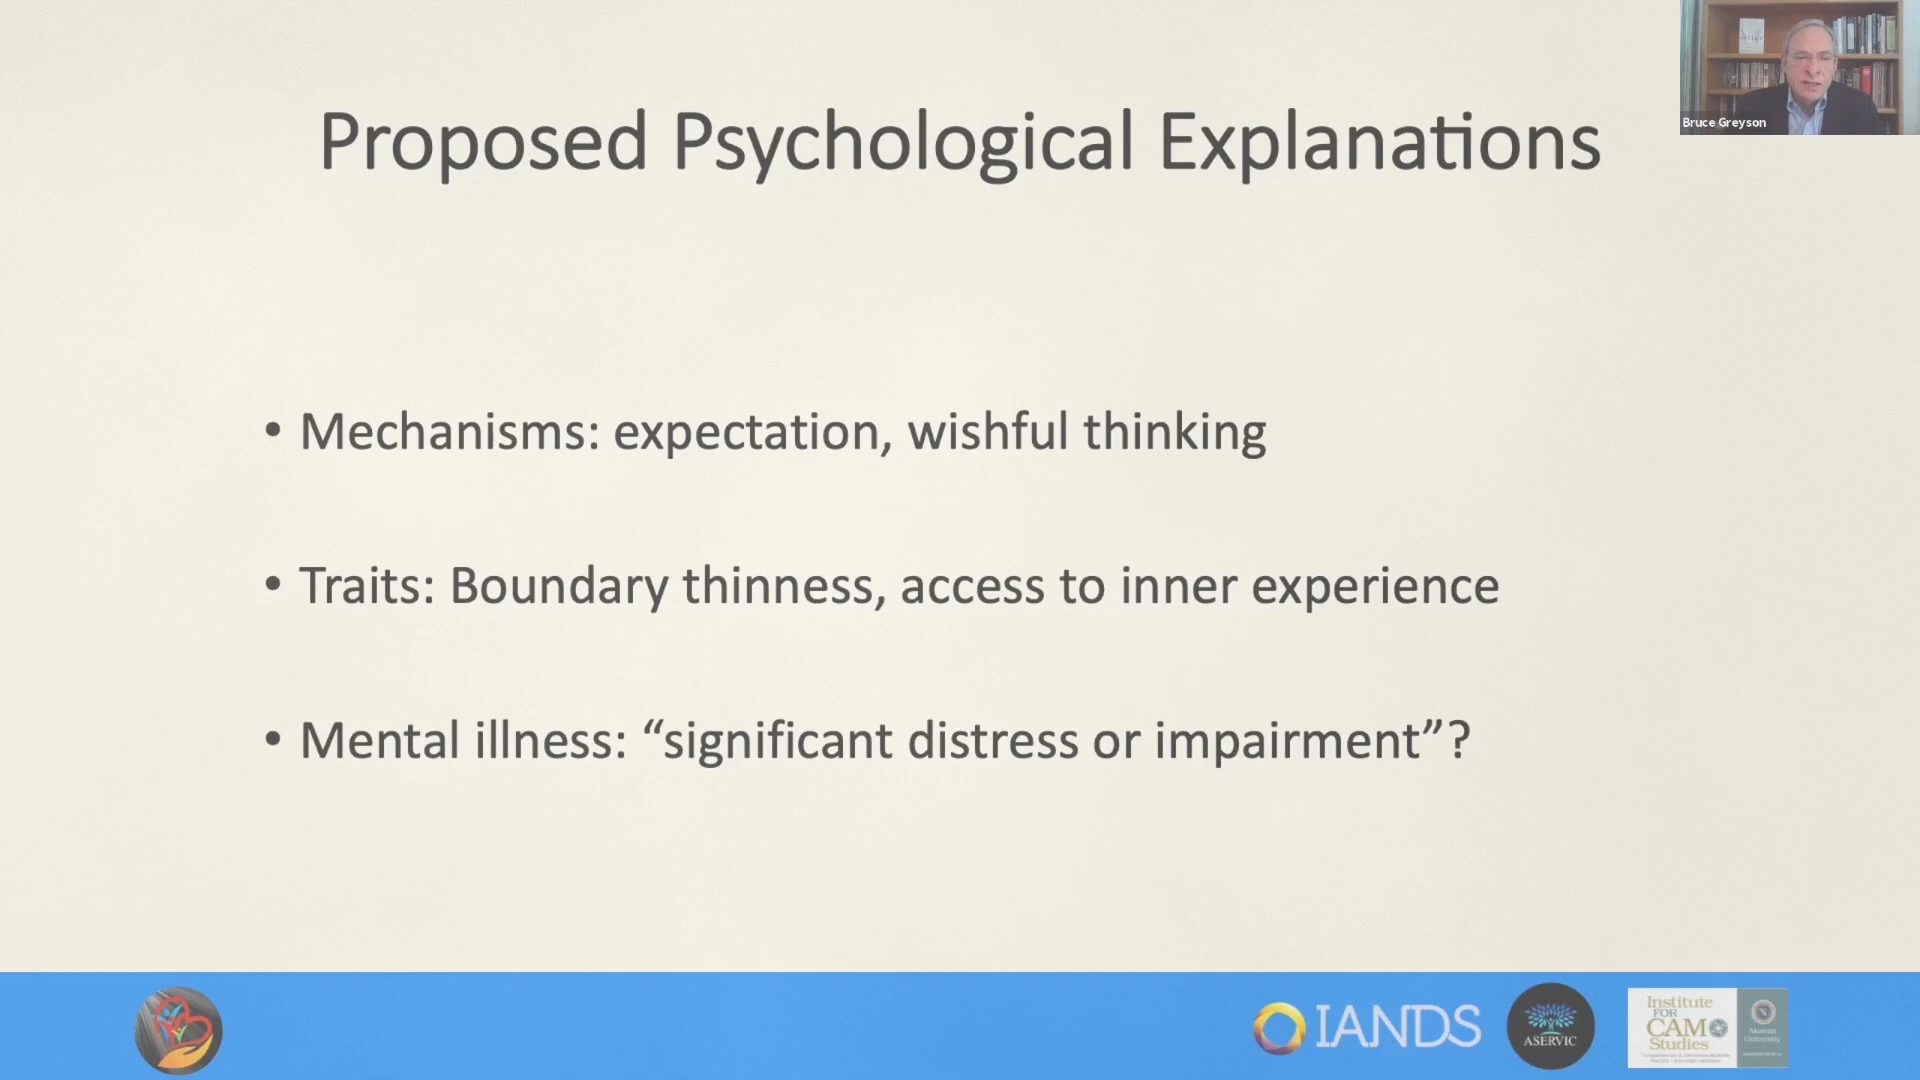 Proposed Psychological Explanations
Bruce Greyson
• Mechanisms: expectation, wishful thinking
• Traits: Boundary thinness, access to inner experience
• Mental illness: “significant distress or impairment”?
IANDS
ASERVIC
Institute
FOR
CAM
Studies
University